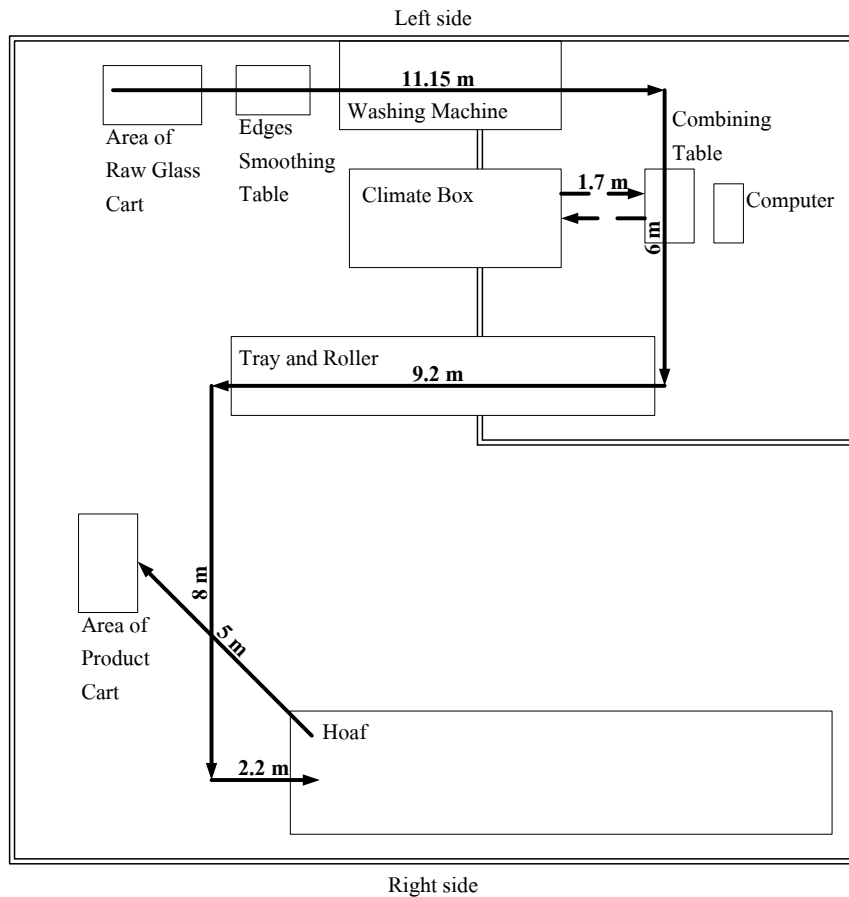 Left side
11.15 m
Washing Machine
Area of
Raw Glass
Cart
Edges
Smoothing
Table
Combining
Table
Climate Box
1.7 m
Computer
6 m
Tray and Roller
9.2 m
8 m
5 m
Area of
Product
Cart
Hoaf
2.2 m
Right side